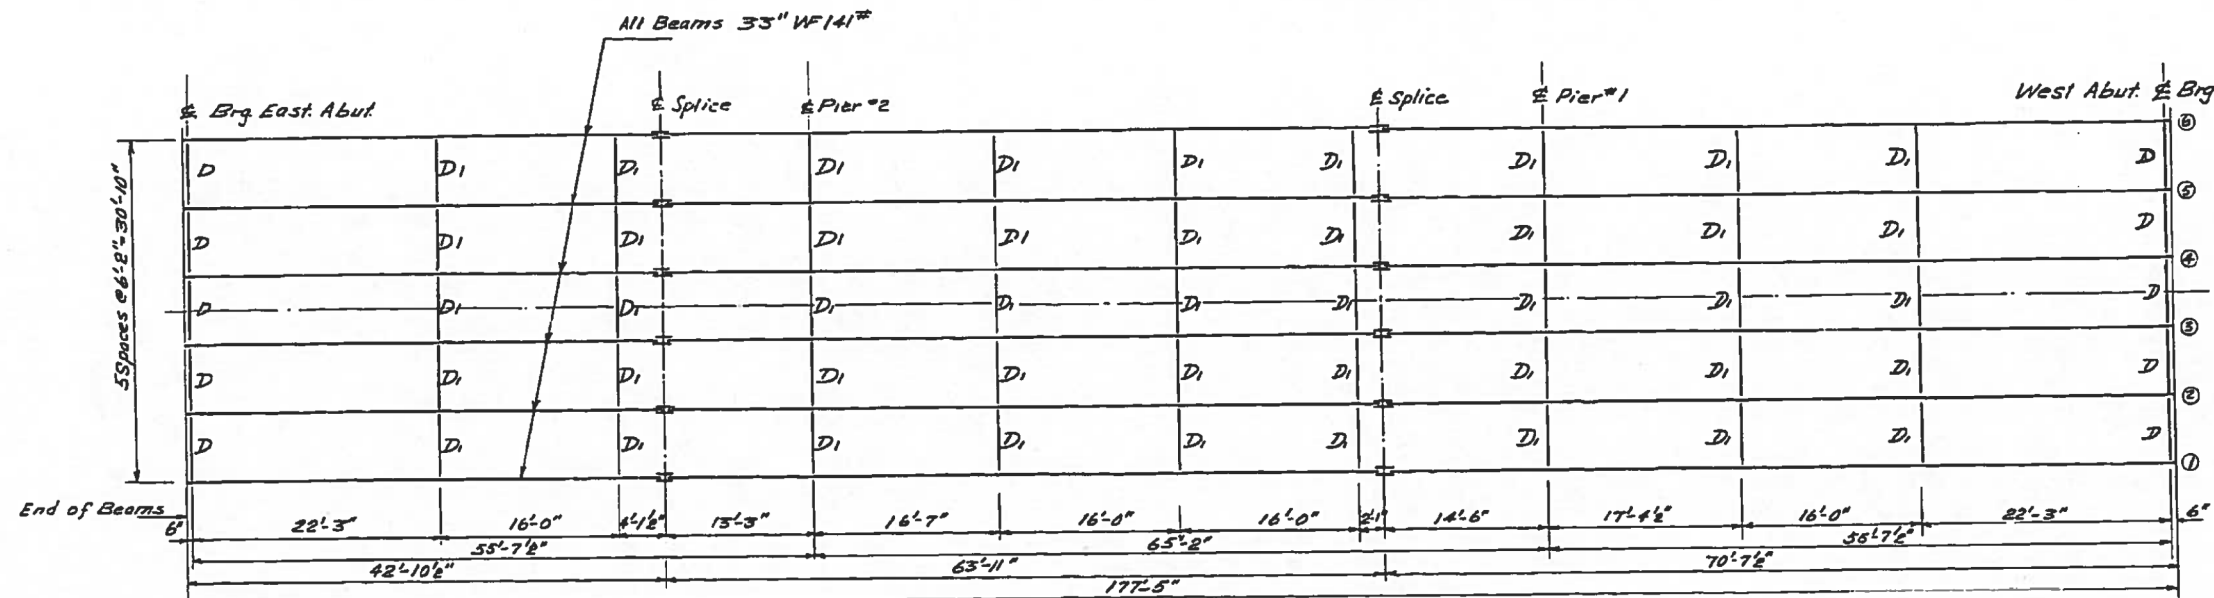 All Beams 33" WF 141#
℄ Brg East. Abut.
℄ Splice
℄ Pier #2
℄ Splice
℄ Pier #1
West Abut. ℄ Brg
D D1 D1 D1 D1 D1 D1 D1 D1 D1 D
D D1 D1 D1 D1 D1 D1 D1 D1 D1 D
D D1 D1 D1 D1 D1 D1 D1 D1 D1 D
D D1 D1 D1 D1 D1 D1 D1 D1 D1 D
D D1 D1 D1 D1 D1 D1 D1 D1 D1 D
⑥
⑤
④
③
②
①
5 Spaces @ 6'-2"-30'-10"
End of Beams
6" 22'-3" 16'-0" 4'-1½" 13'-3" 16'-7" 16'-0" 16'-0" 2'-1" 14'-6" 17'-4½" 16'-0" 22'-3" 6"
55'-7½" 65'-2" 55'-7½"
42'-10½" 63'-11" 70'-7½"
177'-5"